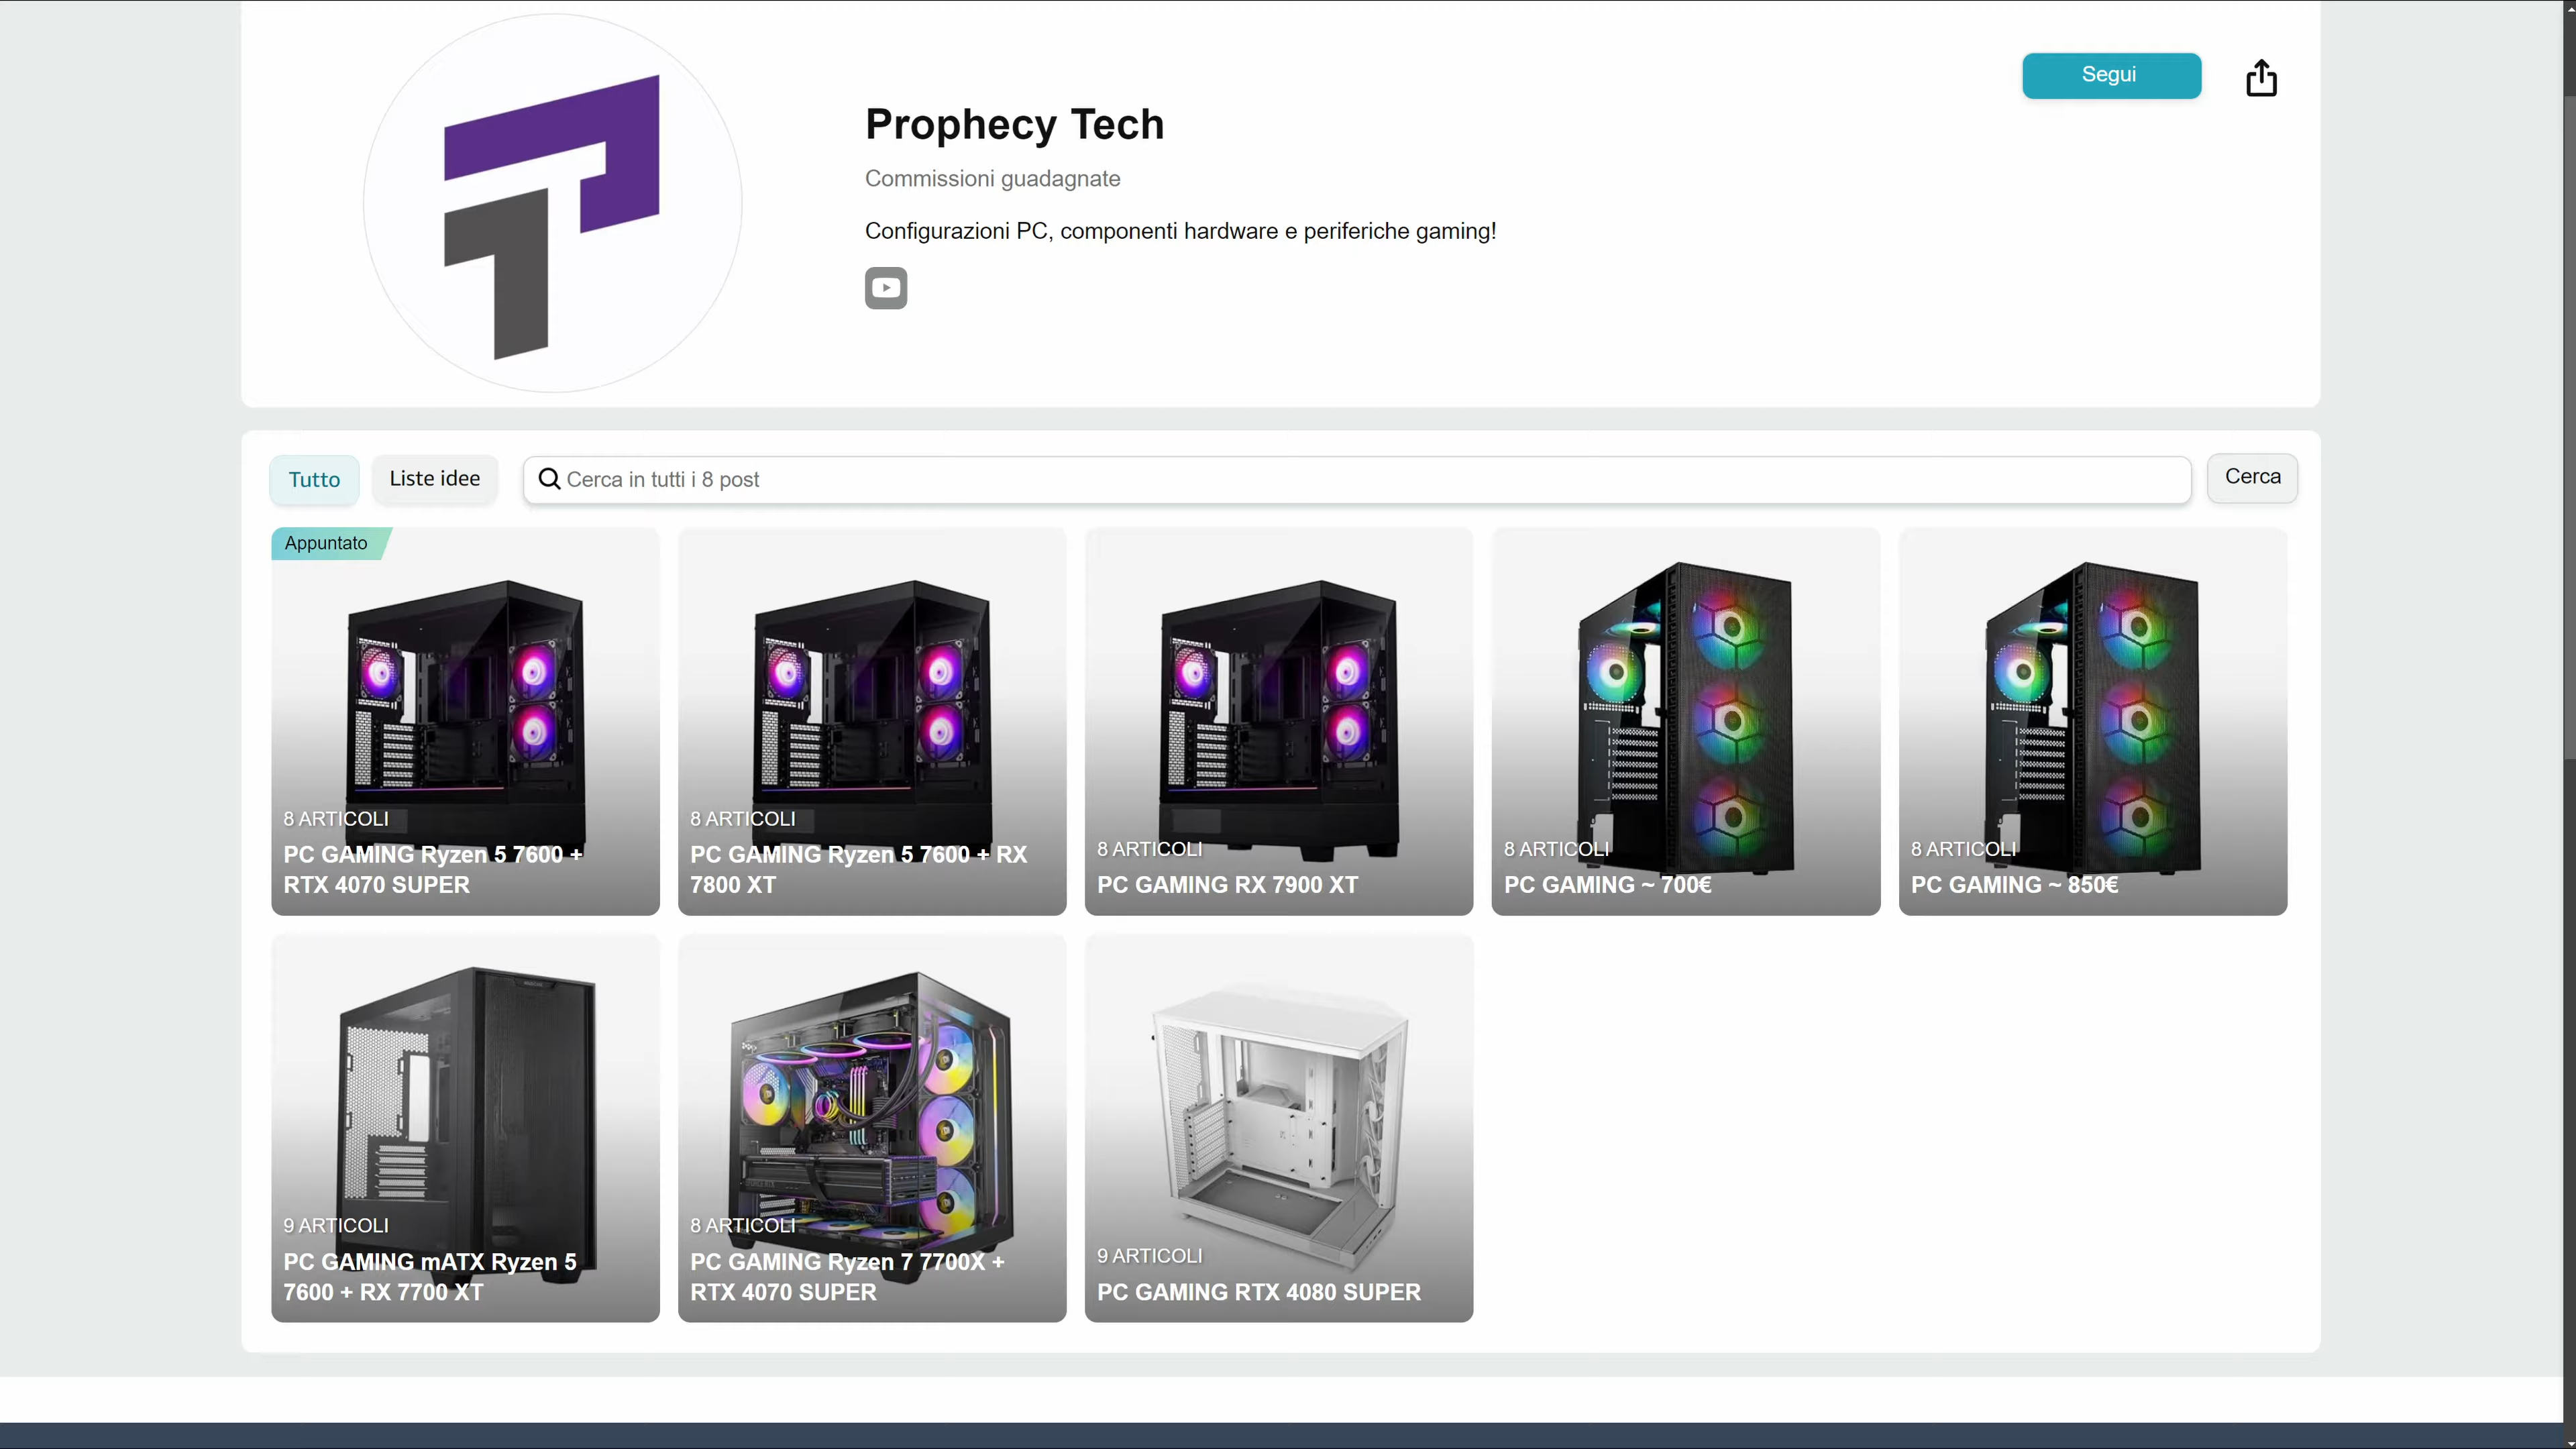 Segui
Prophecy Tech
Commissioni guadagnate
Configurazioni PC, componenti hardware e periferiche gaming!
Tutto
Liste idee
Cerca in tutti i 8 post
Cerca
Appuntato
8 ARTICOLI
PC GAMING Ryzen 5 7600 +
RTX 4070 SUPER
8 ARTICOLI
PC GAMING Ryzen 5 7600 + RX
7800 XT
8 ARTICOLI
PC GAMING RX 7900 XT
8 ARTICOLI
PC GAMING ~ 700€
8 ARTICOLI
PC GAMING ~ 850€
9 ARTICOLI
PC GAMING mATX Ryzen 5
7600 + RX 7700 XT
8 ARTICOLI
PC GAMING Ryzen 7 7700X +
RTX 4070 SUPER
9 ARTICOLI
PC GAMING RTX 4080 SUPER